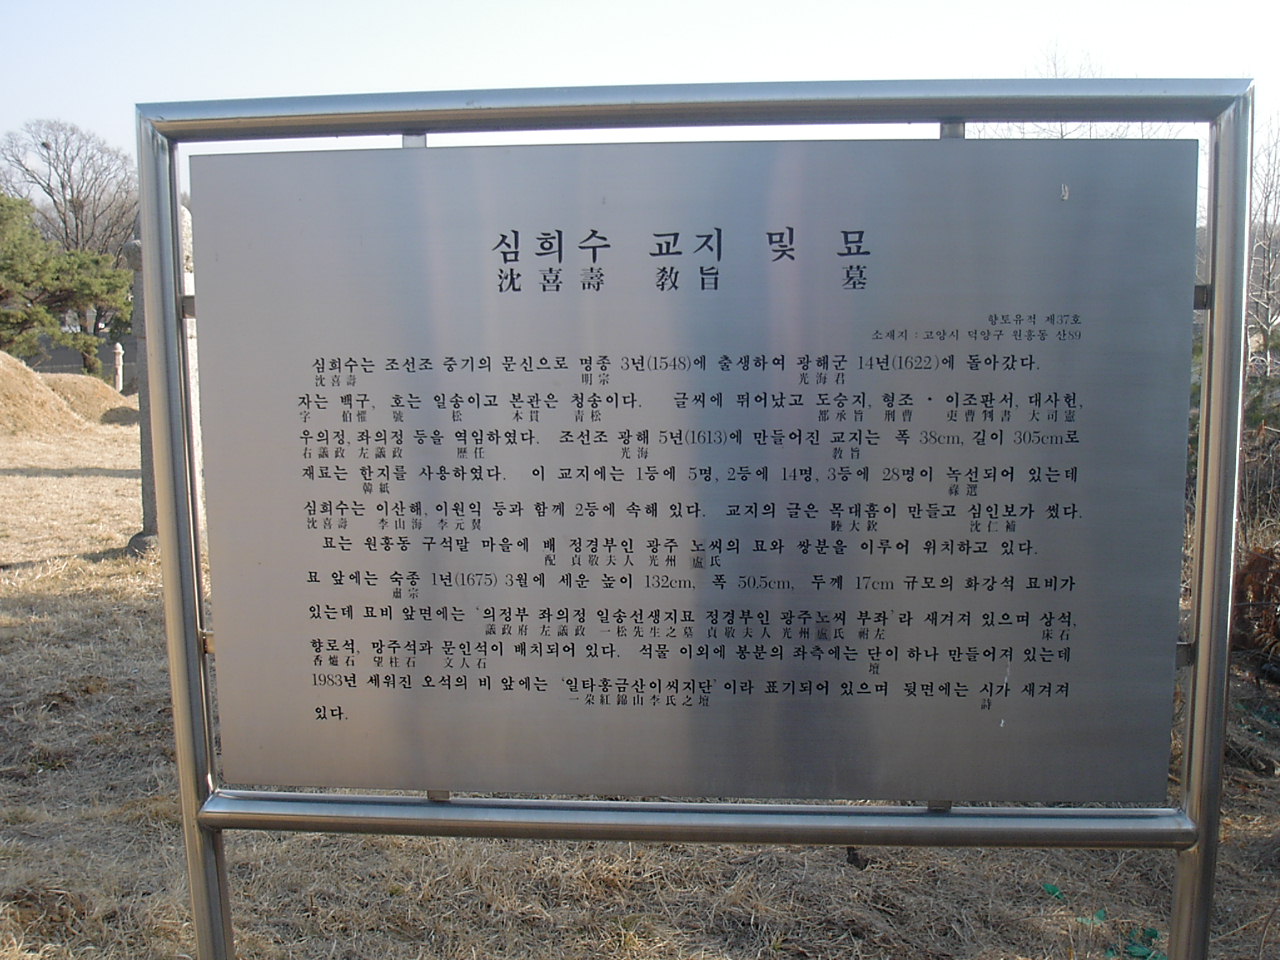 심희수 교지 및 묘
沈喜壽 敎旨 墓
향토유적 제37호
소재지 : 고양시 덕양구 원흥동 산89
심희수는 조선조 중기의 문신으로 명종 3년(1548)에 출생하여 광해군 14년(1622)에 돌아갔다.
沈喜壽 明宗 光海君
자는 백구, 호는 일송이고 본관은 청송이다. 글씨에 뛰어났고 도승지, 형조·이조판서, 대사헌,
字 伯懼 號 松 本貫 靑松 都承旨 刑曹 吏曹判書 大司憲
우의정, 좌의정 등을 역임하였다. 조선조 광해 5년(1613)에 만들어진 교지는 폭 38cm, 길이 305cm로
右議政 左議政 歷任 光海 敎旨
재료는 한지를 사용하였다. 이 교지에는 1등에 5명, 2등에 14명, 3등에 28명이 녹선되어 있는데
韓紙 祿選
심희수는 이산해, 이원익 등과 함께 2등에 속해 있다. 교지의 글은 목대흠이 만들고 심인보가 썼다.
沈喜壽 李山海 李元翼 睦大欽 沈仁補
묘는 원흥동 구석말 마을에 배 정경부인 광주 노씨의 묘와 쌍분을 이루어 위치하고 있다.
配 貞敬夫人 光州 盧氏
묘 앞에는 숙종 1년(1675) 3월에 세운 높이 132cm, 폭 50.5cm, 두께 17cm 규모의 화강석 묘비가
肅宗
있는데 묘비 앞면에는 '의정부 좌의정 일송선생지묘 정경부인 광주노씨 부좌'라 새겨져 있으며 상석,
議政府 左議政 一松先生之墓 貞敬夫人 光州盧氏 祔左 床石
향로석, 망주석과 문인석이 배치되어 있다. 석물 이외에 봉분의 좌측에는 단이 하나 만들어져 있는데
香爐石 望柱石 文人石 壇
1983년 세워진 오석의 비 앞에는 '일타홍금산이씨지단'이라 표기되어 있으며 뒷면에는 시가 새겨져
一朶紅錦山李氏之壇 詩
있다.